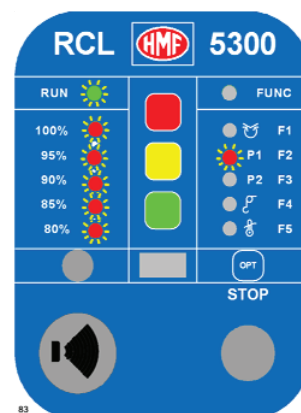 RCL HMF 5300
RUN FUNC
100% F1
95% P1 F2
90% P2 F3
85% F4
80% F5
OPT
STOP
83